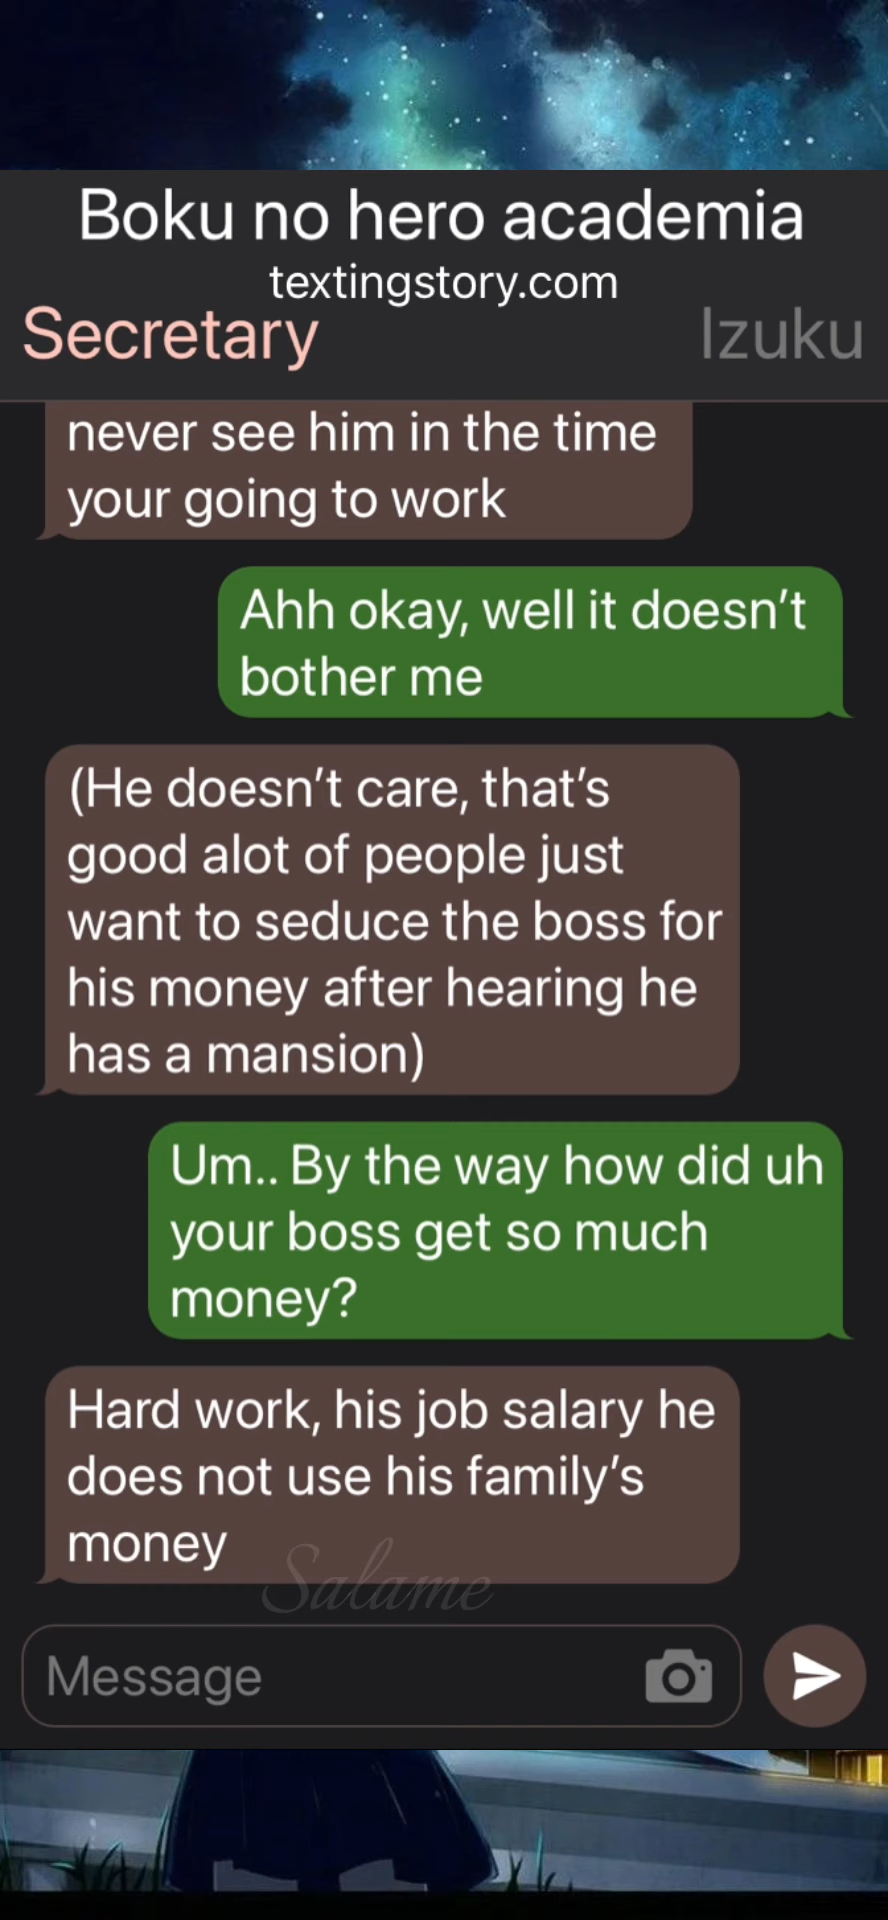 Boku no hero academia
textingstory.com
Secretary
Izuku
never see him in the time
your going to work
Ahh okay, well it doesn't
bother me
(He doesn't care, that's
good alot of people just
want to seduce the boss for
his money after hearing he
has a mansion)
Um.. By the way how did uh
your boss get so much
money?
Hard work, his job salary he
does not use his family's
money
Salame
Message